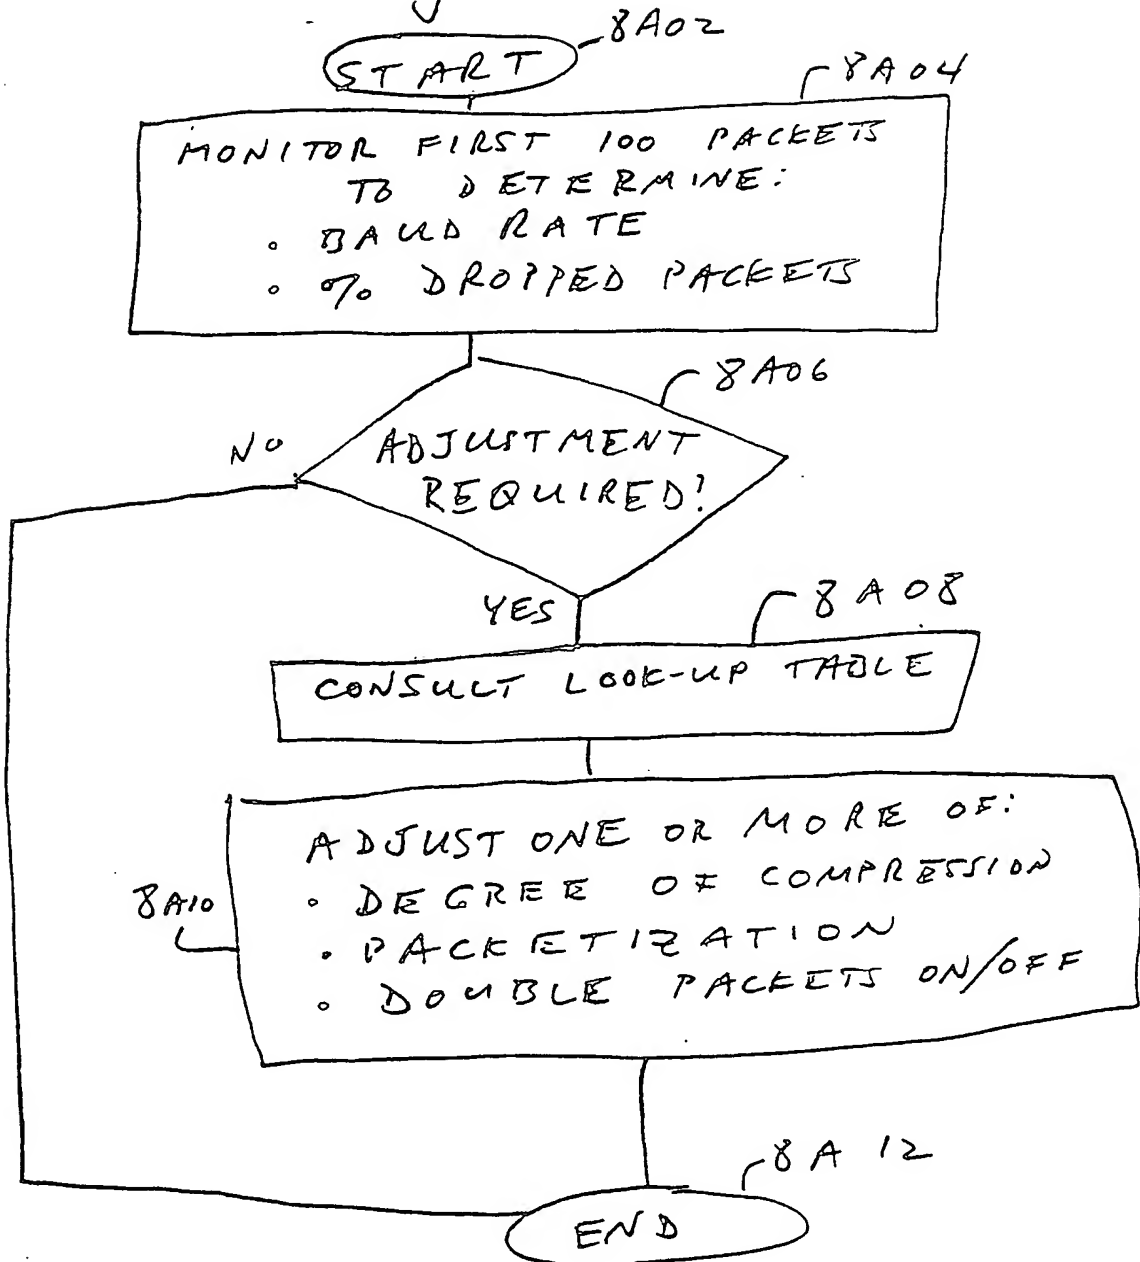 8A02
START
8A04
MONITOR FIRST 100 PACKETS
TO DETERMINE:
• BAUD RATE
• % DROPPED PACKETS
8A06
NO
ADJUSTMENT
REQUIRED?
YES
8A08
CONSULT LOOK-UP TABLE
8A10
ADJUST ONE OR MORE OF:
• DEGREE OF COMPRESSION
• PACKETIZATION
• DOUBLE PACKETS ON/OFF
8A12
END